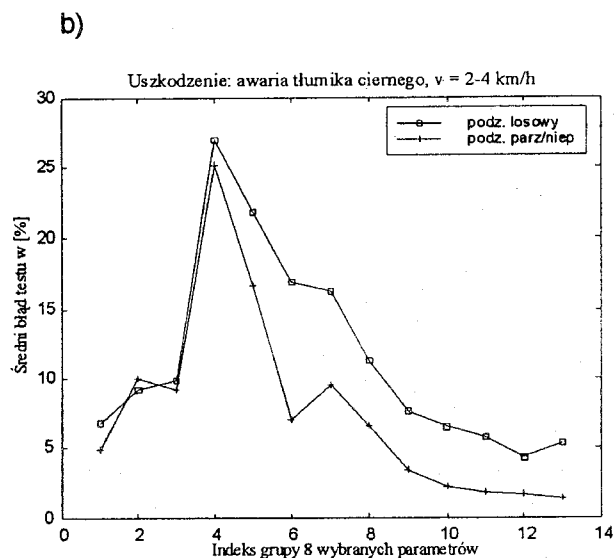 b)
Uszkodzenie: awaria tłumika ciernego, v = 2-4 km/h
30
25
20
15
10
5
0
Średni błąd testu w [%]
podz. losowy
podz. parz/niep
0 2 4 6 8 10 12 14
Indeks grupy 8 wybranych parametrów